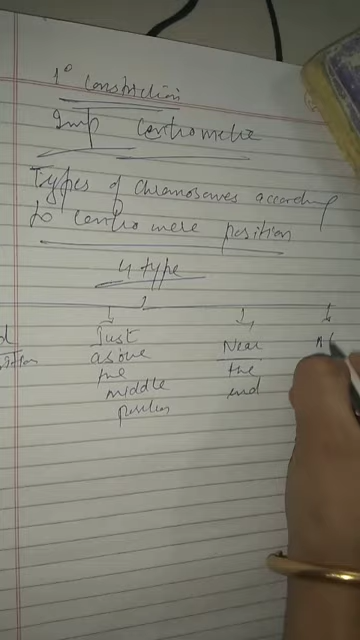 1° Constriction
Imp Centromere
Types of chromosomes according
to centromere position
4 type
Just
above
the
middle
position
Near
the
end